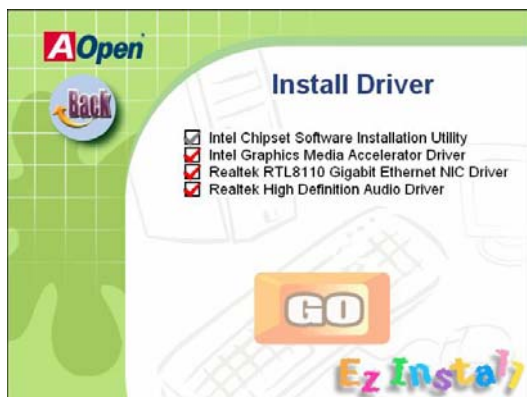 AOpen
Back
Install Driver
Intel Chipset Software Installation Utility
Intel Graphics Media Accelerator Driver
Realtek RTL8110 Gigabit Ethernet NIC Driver
Realtek High Definition Audio Driver
GO
Ez Install